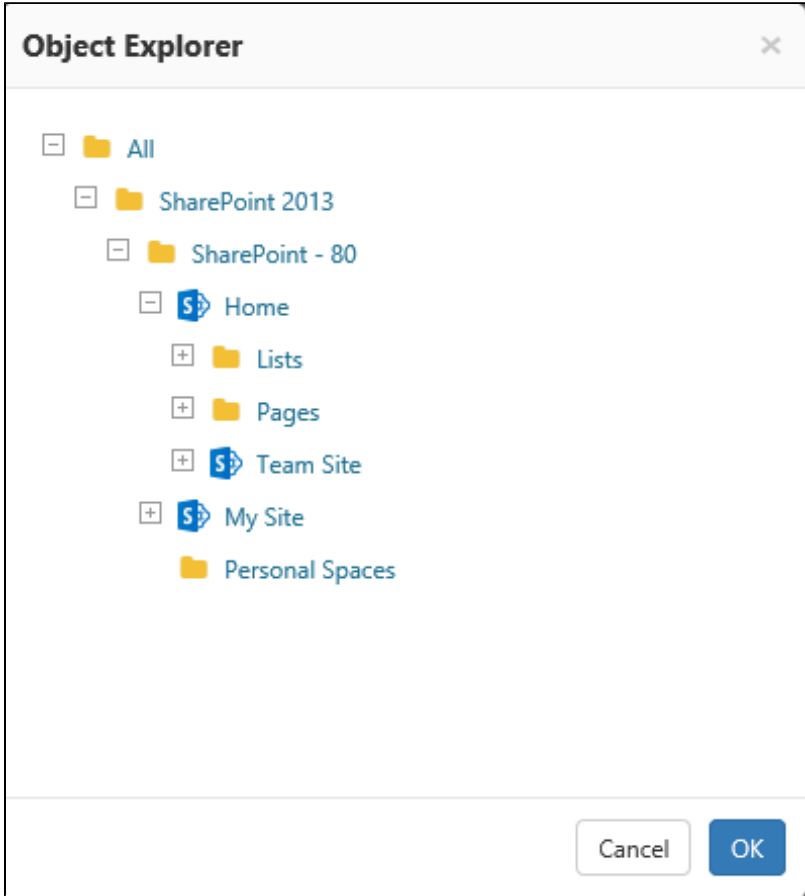 Object Explorer
All
SharePoint 2013
SharePoint - 80
Home
Lists
Pages
Team Site
My Site
Personal Spaces
Cancel OK